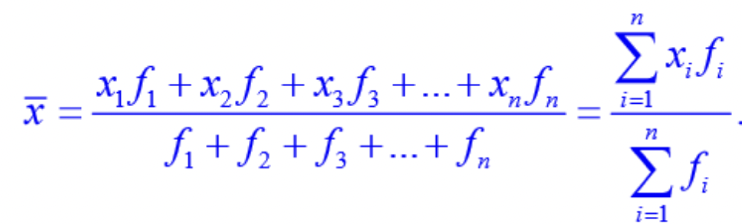 x̄ = (x₁f₁ + x₂f₂ + x₃f₃ + ... + xₙfₙ) / (f₁ + f₂ + f₃ + ... + fₙ) = (∑ᵢ₌₁ⁿ xᵢfᵢ) / (∑ᵢ₌₁ⁿ fᵢ).